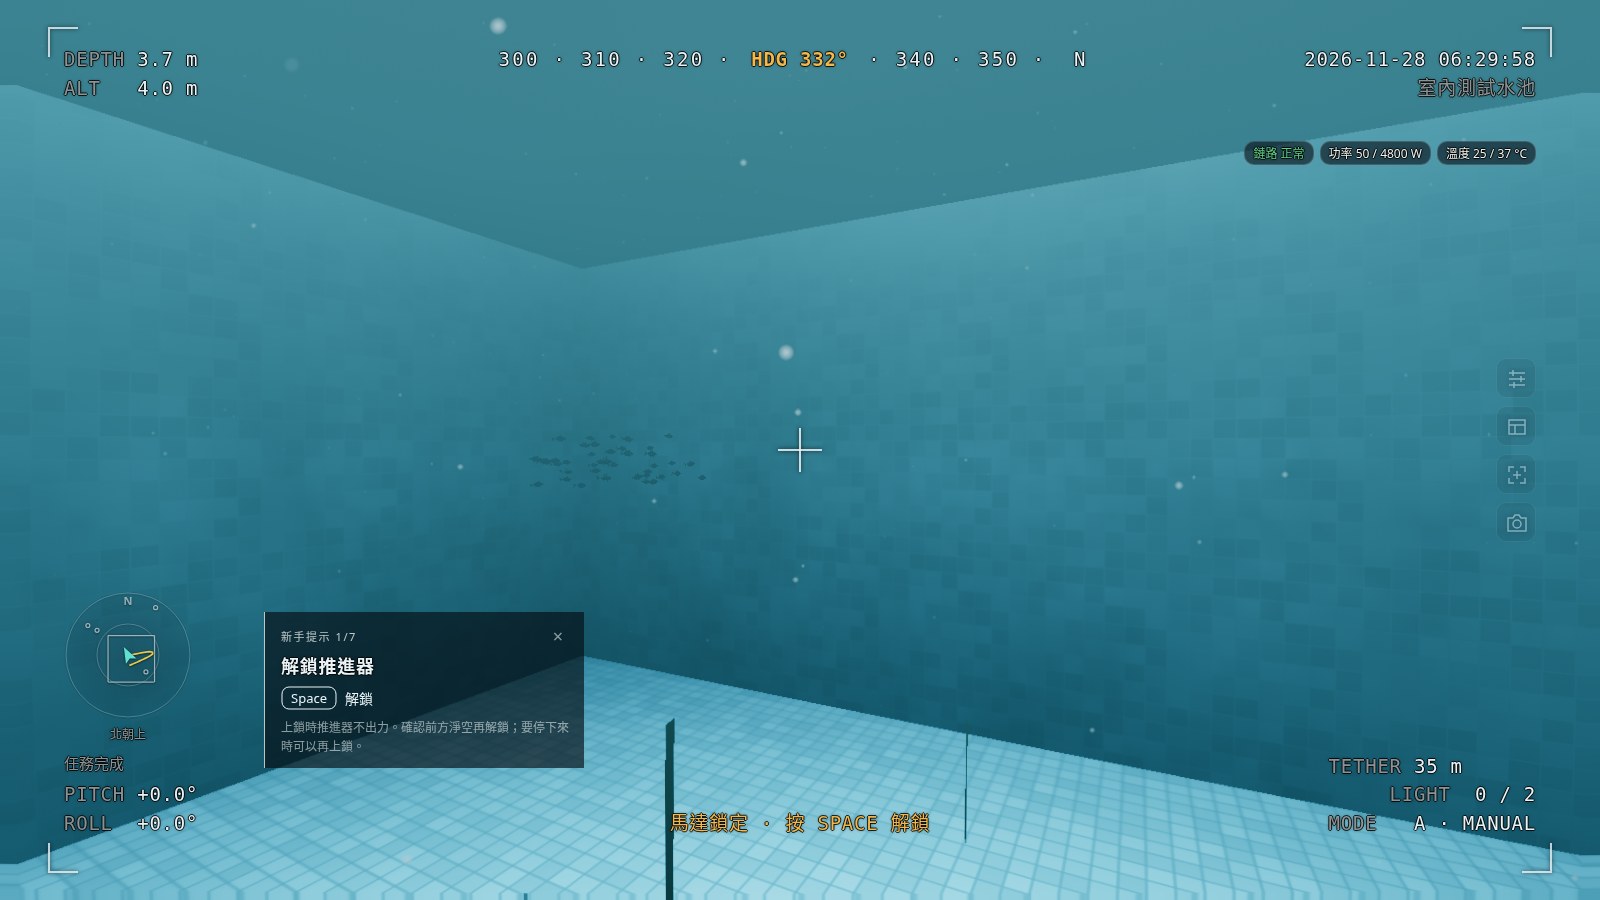 DEPTH 3.7 m
ALT 4.0 m
300 · 310 · 320 · HDG 332° · 340 · 350 · N
2026-11-28 06:29:58
室內測試水池
鏈路 正常
功率 50 / 4800 W
溫度 25 / 37 °C
N
北朝上
任務完成
PITCH +0.0°
ROLL +0.0°
新手提示 1/7
×
解鎖推進器
Space 解鎖
上鎖時推進器不出力。確認前方淨空再解鎖；要停下來
時可以再上鎖。
馬達鎖定 · 按 SPACE 解鎖
TETHER 35 m
LIGHT 0 / 2
MODE A · MANUAL